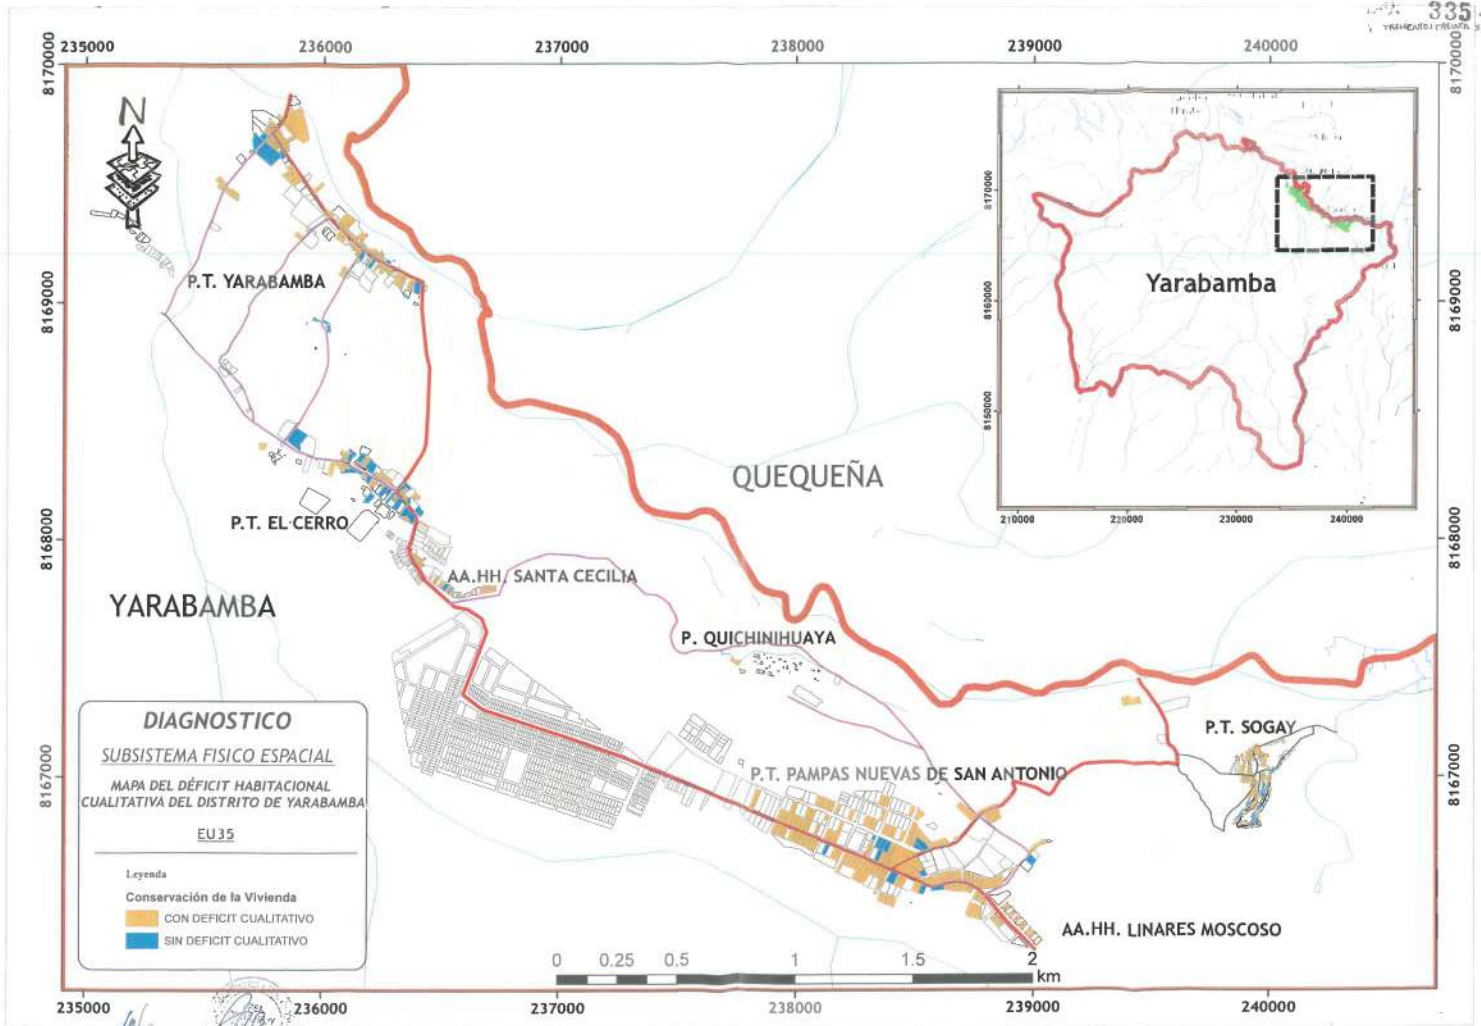 335
235000 236000 237000 238000 239000 240000
8170000
8170000
N
8170000
8160000
8150000
Yarabamba
210000 220000 230000 240000
P.T. YARABAMBA
8169000
8169000
QUEQUEÑA
P.T. EL CERRO
8168000
8168000
AA.HH. SANTA CECILIA
YARABAMBA
P. QUICHINIHUAYA
P.T. SOGAY
8167000
8167000
P.T. PAMPAS NUEVAS DE SAN ANTONIO
AA.HH. LINARES MOSCOSO
DIAGNOSTICO
SUBSISTEMA FISICO ESPACIAL
MAPA DEL DÉFICIT HABITACIONAL
CUALITATIVA DEL DISTRITO DE YARABAMBA
EU35
Leyenda
Conservación de la Vivienda
CON DEFICIT CUALITATIVO
SIN DEFICIT CUALITATIVO
0 0.25 0.5 1 1.5 2
km
235000 236000 237000 238000 239000 240000